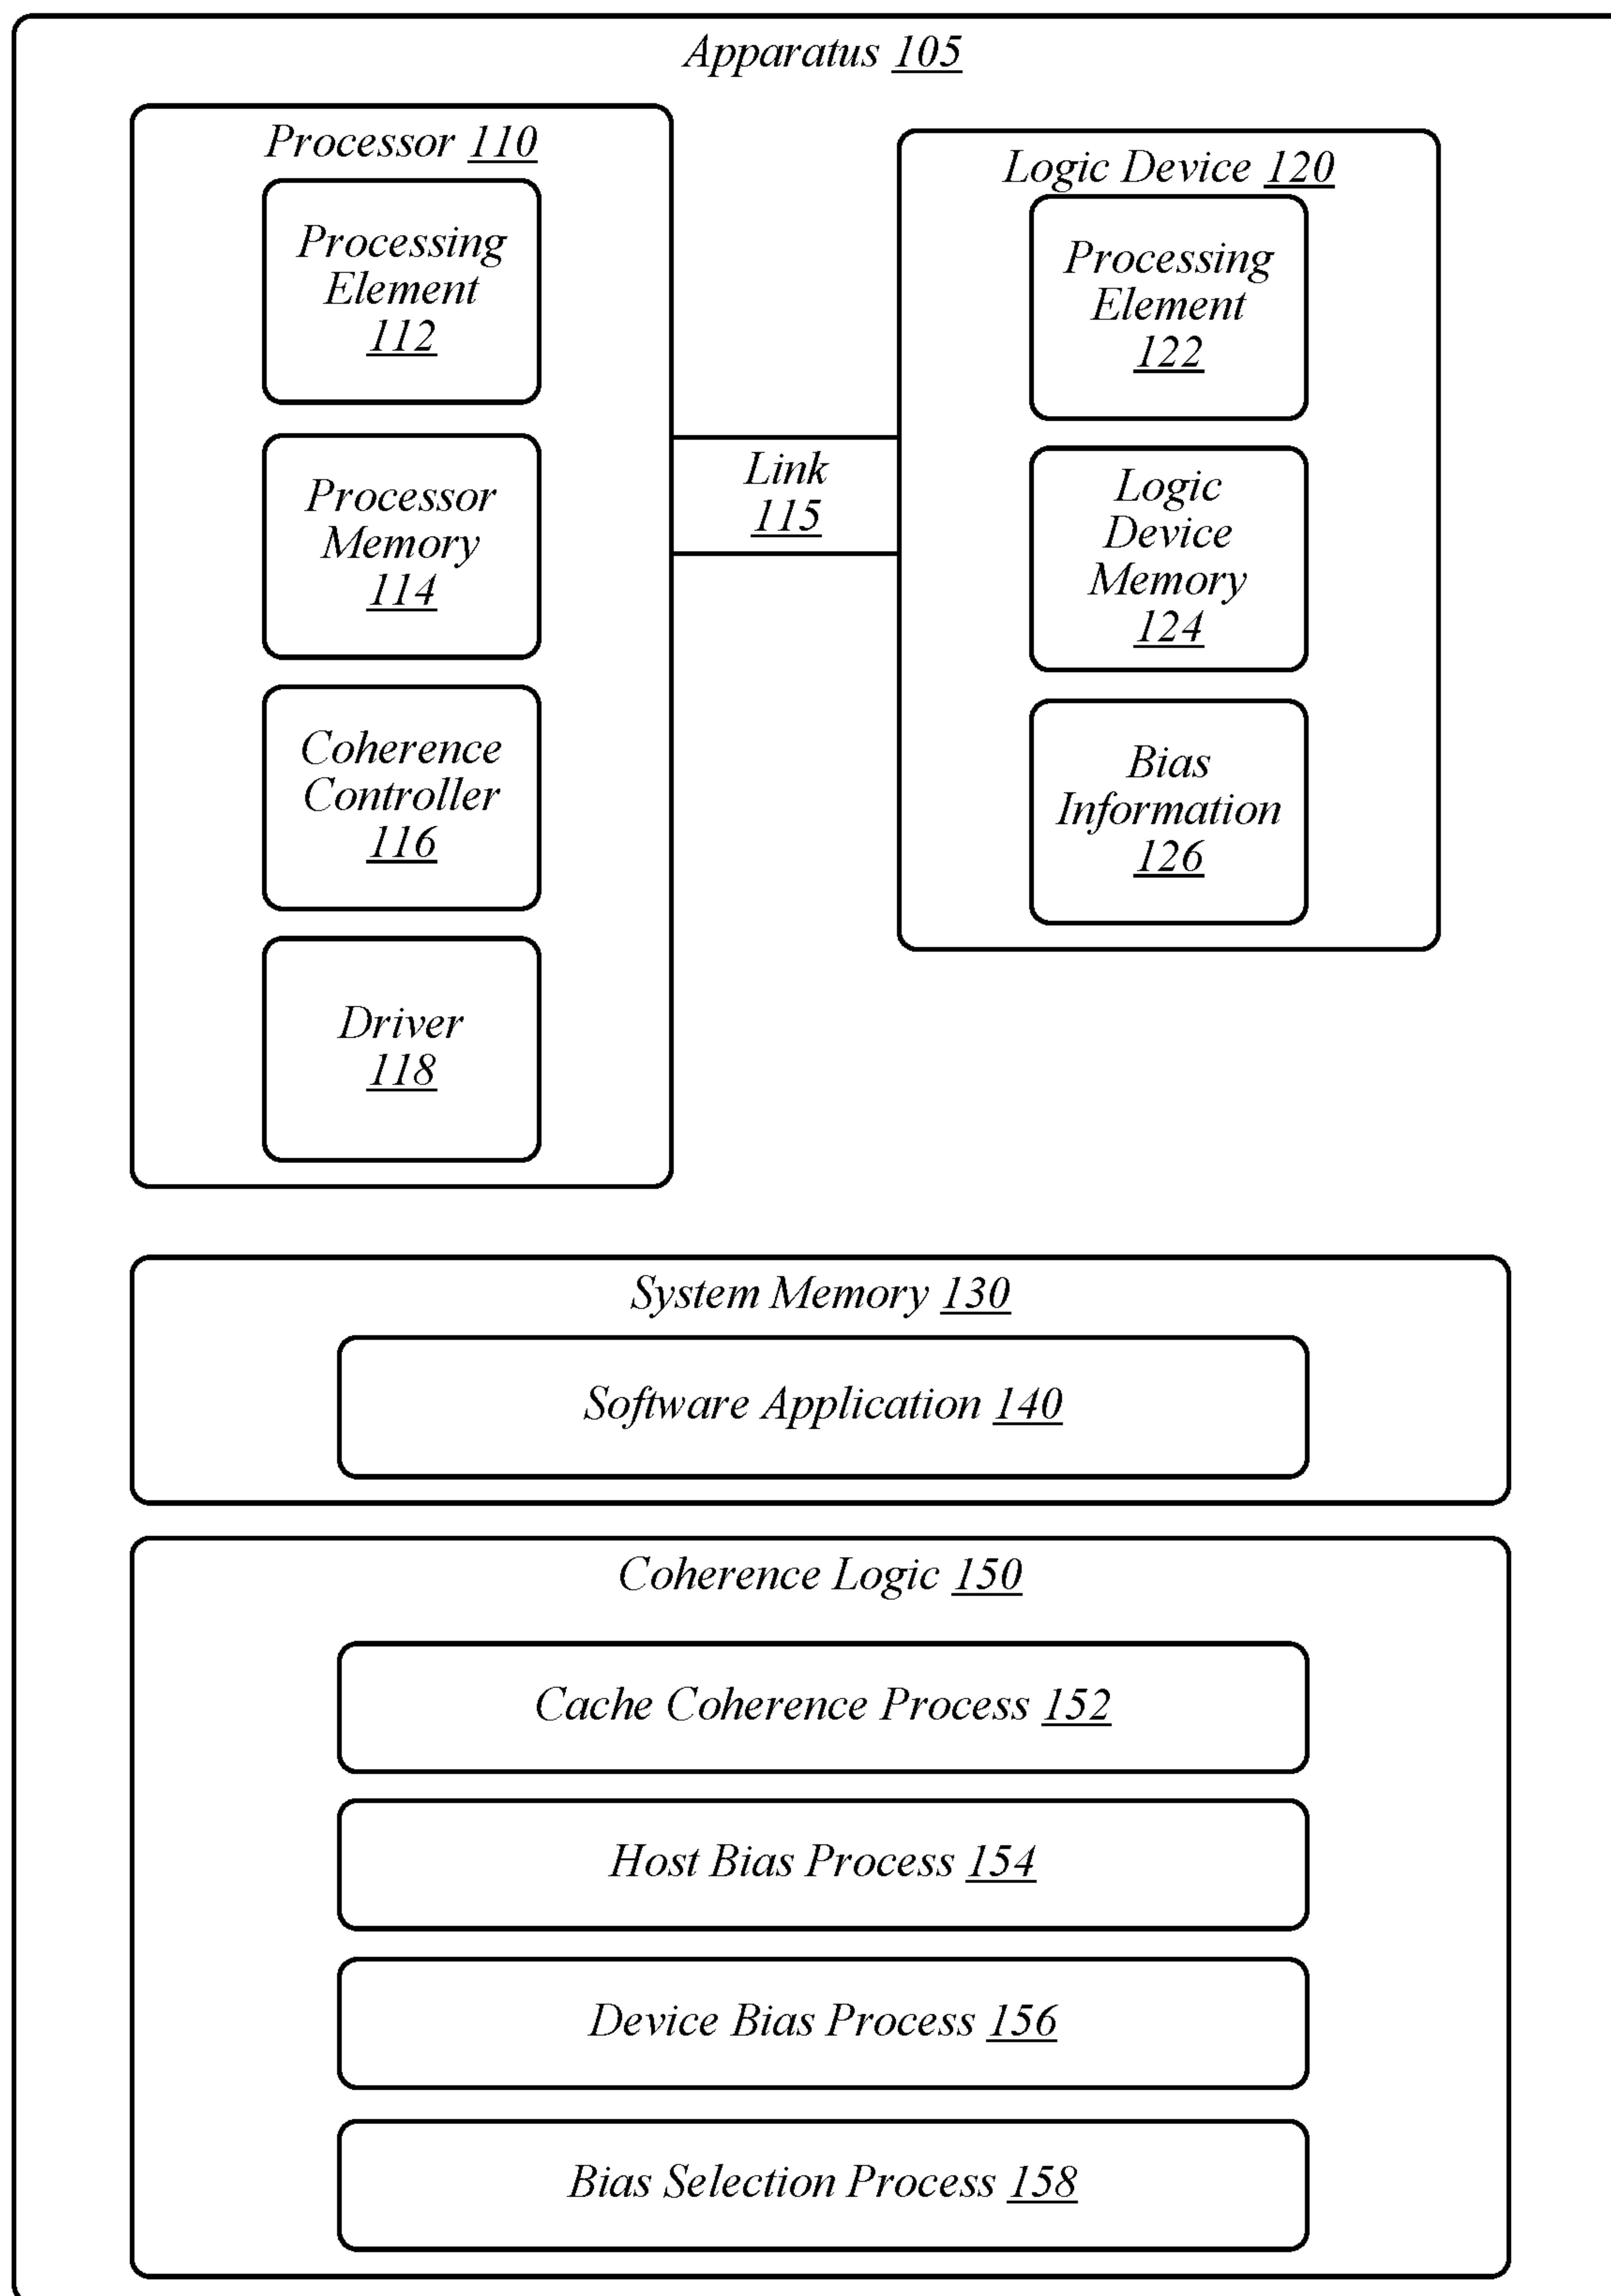 Apparatus 105
Processor 110
Processing
Element
112
Processor
Memory
114
Coherence
Controller
116
Driver
118
Link
115
Logic Device 120
Processing
Element
122
Logic
Device
Memory
124
Bias
Information
126
System Memory 130
Software Application 140
Coherence Logic 150
Cache Coherence Process 152
Host Bias Process 154
Device Bias Process 156
Bias Selection Process 158